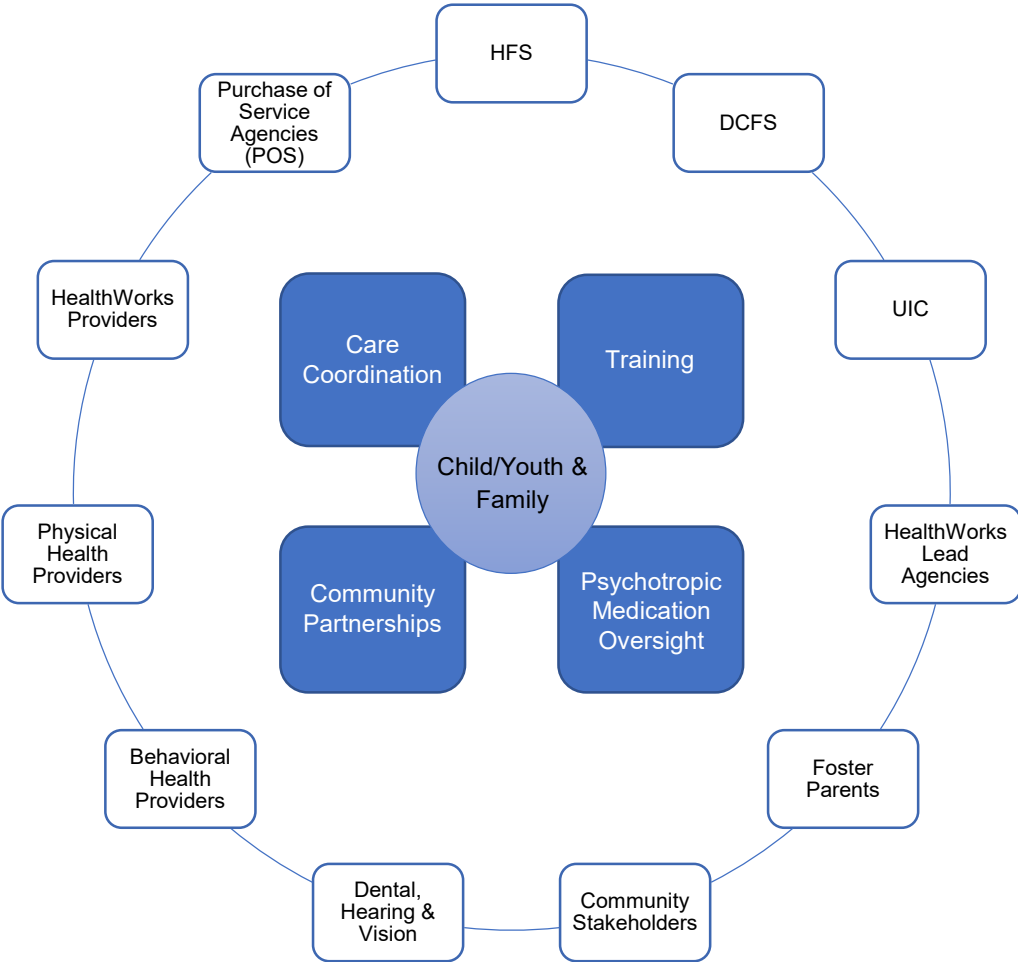 HFS
DCFS
UIC
HealthWorks
Lead
Agencies
Foster
Parents
Community
Stakeholders
Dental,
Hearing &
Vision
Behavioral
Health
Providers
Physical
Health
Providers
HealthWorks
Providers
Purchase of
Service
Agencies
(POS)
Care
Coordination
Training
Child/Youth &
Family
Community
Partnerships
Psychotropic
Medication
Oversight